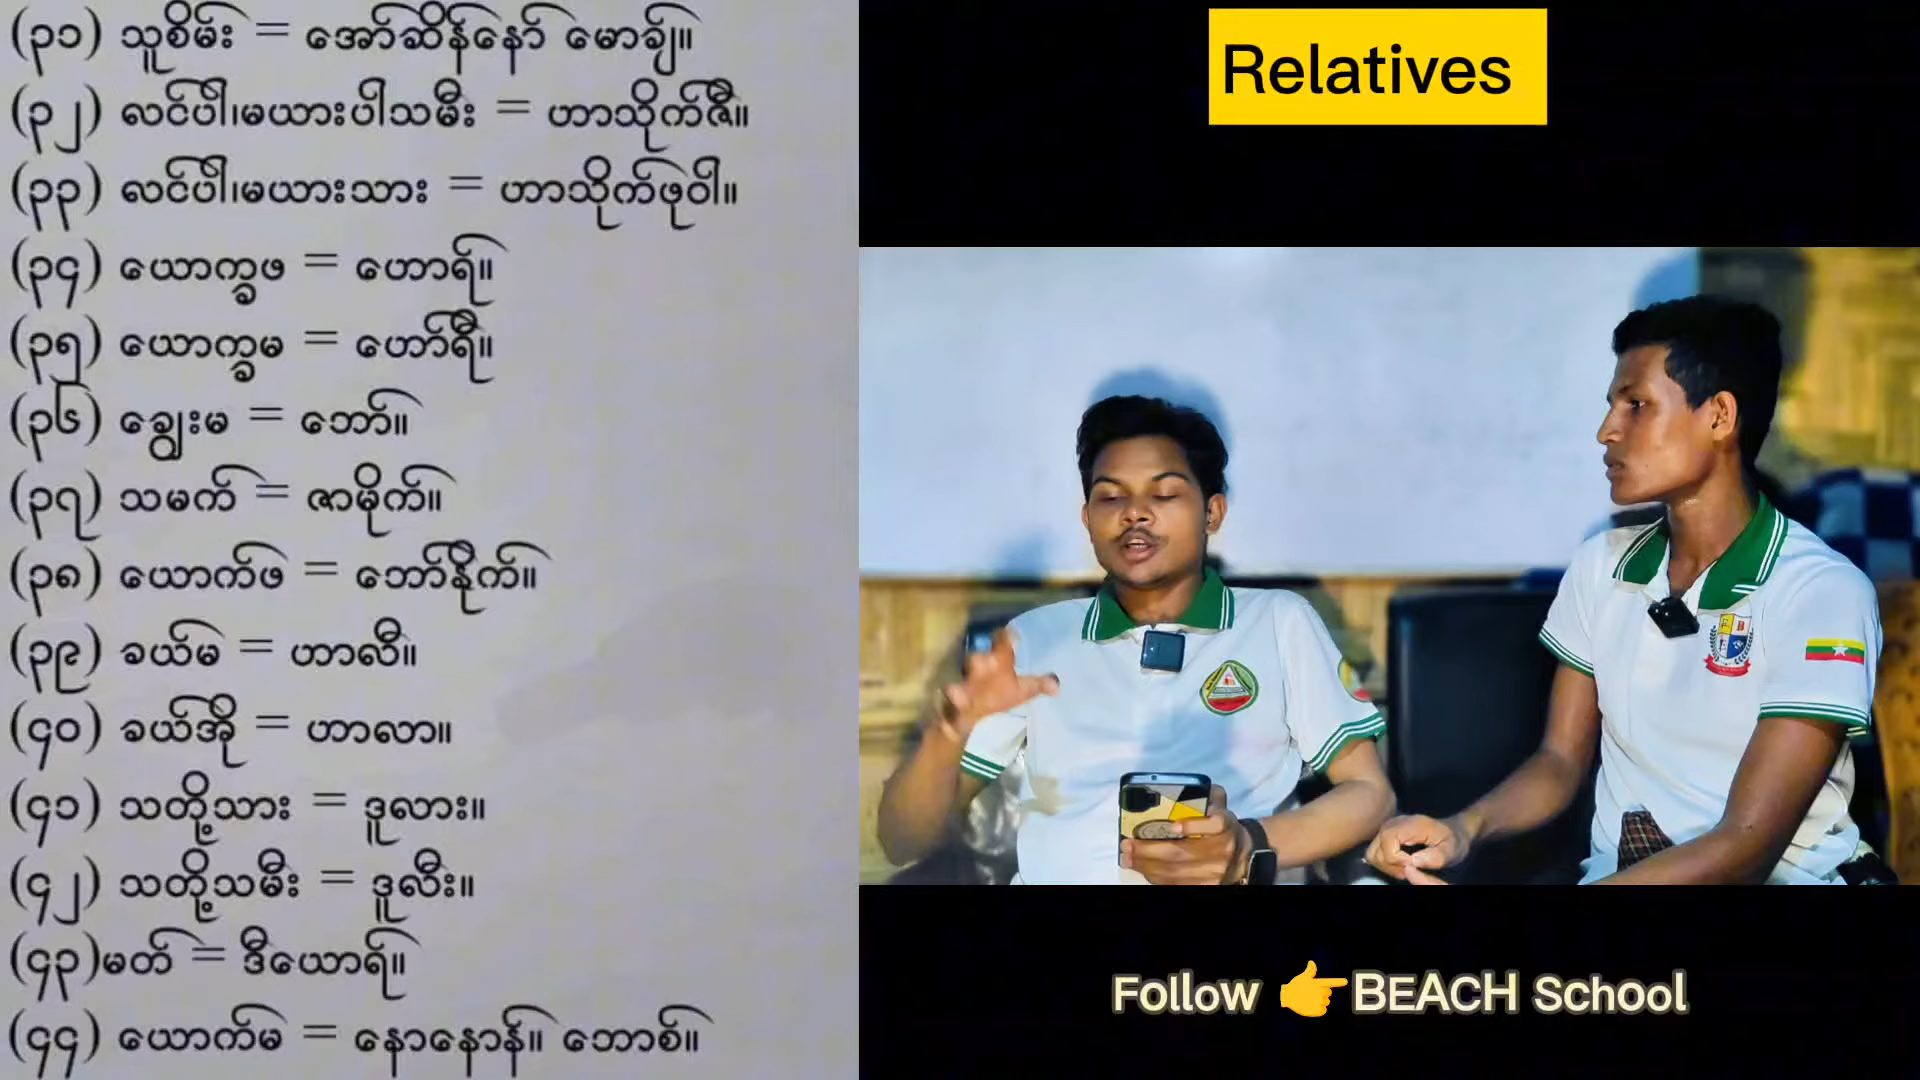 (၃၁) သူစိမ်း = အော်ဆိန်နော် မောချ်။
(၃၂) လင်ပါ၊မယားပါသမီး = ဟာသိုက်ဇီ။
(၃၃) လင်ပါ၊မယားသား = ဟာသိုက်ဖုဝါ။
(၃၄) ယောက္ခဖ = ဟောရ်။
(၃၅) ယောက္ခမ = ဟော်ရီ။
(၃၆) ချွေးမ = ဘော်။
(၃၇) သမက် = ဇာမိုက်။
(၃၈) ယောက်ဖ = ဘော်နိုက်။
(၃၉) ခယ်မ = ဟာလီ။
(၄၀) ခယ်အို = ဟာလာ။
(၄၁) သတို့သား = ဒူလား။
(၄၂) သတို့သမီး = ဒူလီး။
(၄၃)မတ် = ဒီယောရ်။
(၄၄) ယောက်မ = နောနောန်။ ဘောစ်။
Relatives
Follow 👉BEACH School